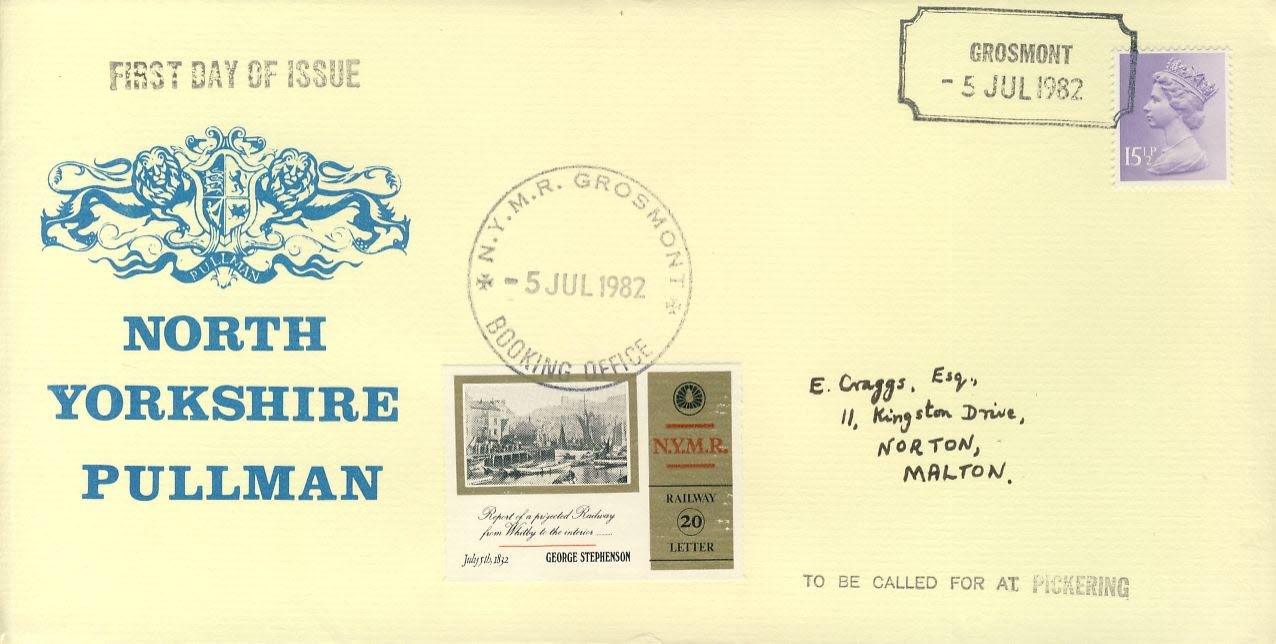 FIRST DAY OF ISSUE
GROSMONT
- 5 JUL 1982
15½P
PULLMAN
NORTH
YORKSHIRE
PULLMAN
N.Y.M.R. GROSMONT
- 5 JUL 1982
BOOKING OFFICE
N.Y.M.R.
RAILWAY
20
LETTER
Report of a projected Railway
from Whitby to the interior ......
July 5th, 1832 GEORGE STEPHENSON
E. Craggs, Esq.,
11, Kingston Drive,
NORTON,
MALTON.
TO BE CALLED FOR AT PICKERING